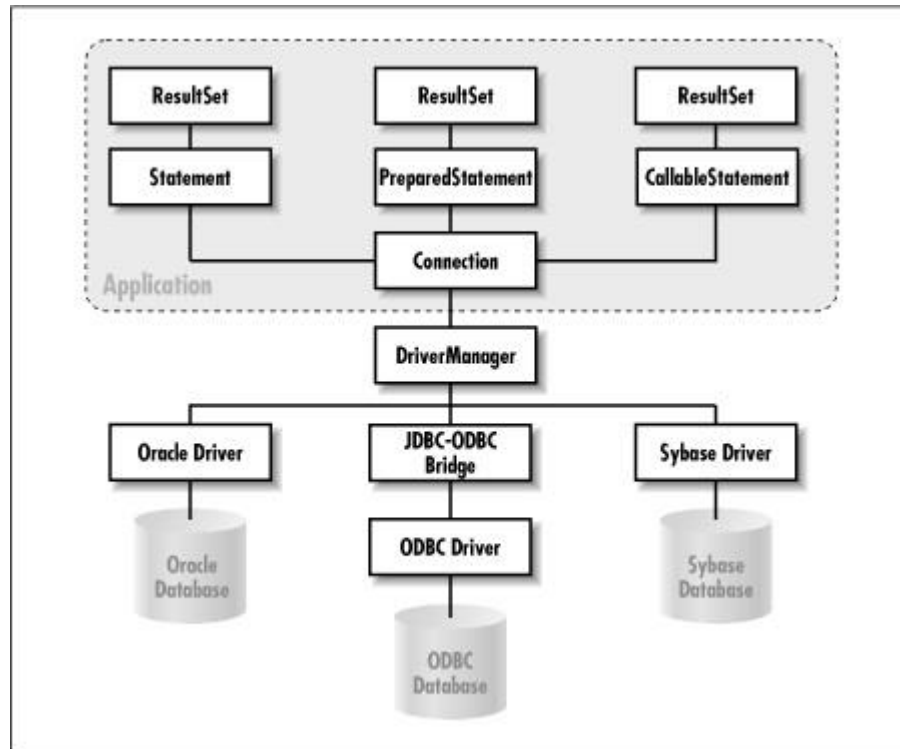 ResultSet
ResultSet
ResultSet
Statement
PreparedStatement
CallableStatement
Connection
Application
DriverManager
Oracle Driver
JDBC-ODBC
Bridge
Sybase Driver
Oracle
Database
ODBC Driver
Sybase
Database
ODBC
Database